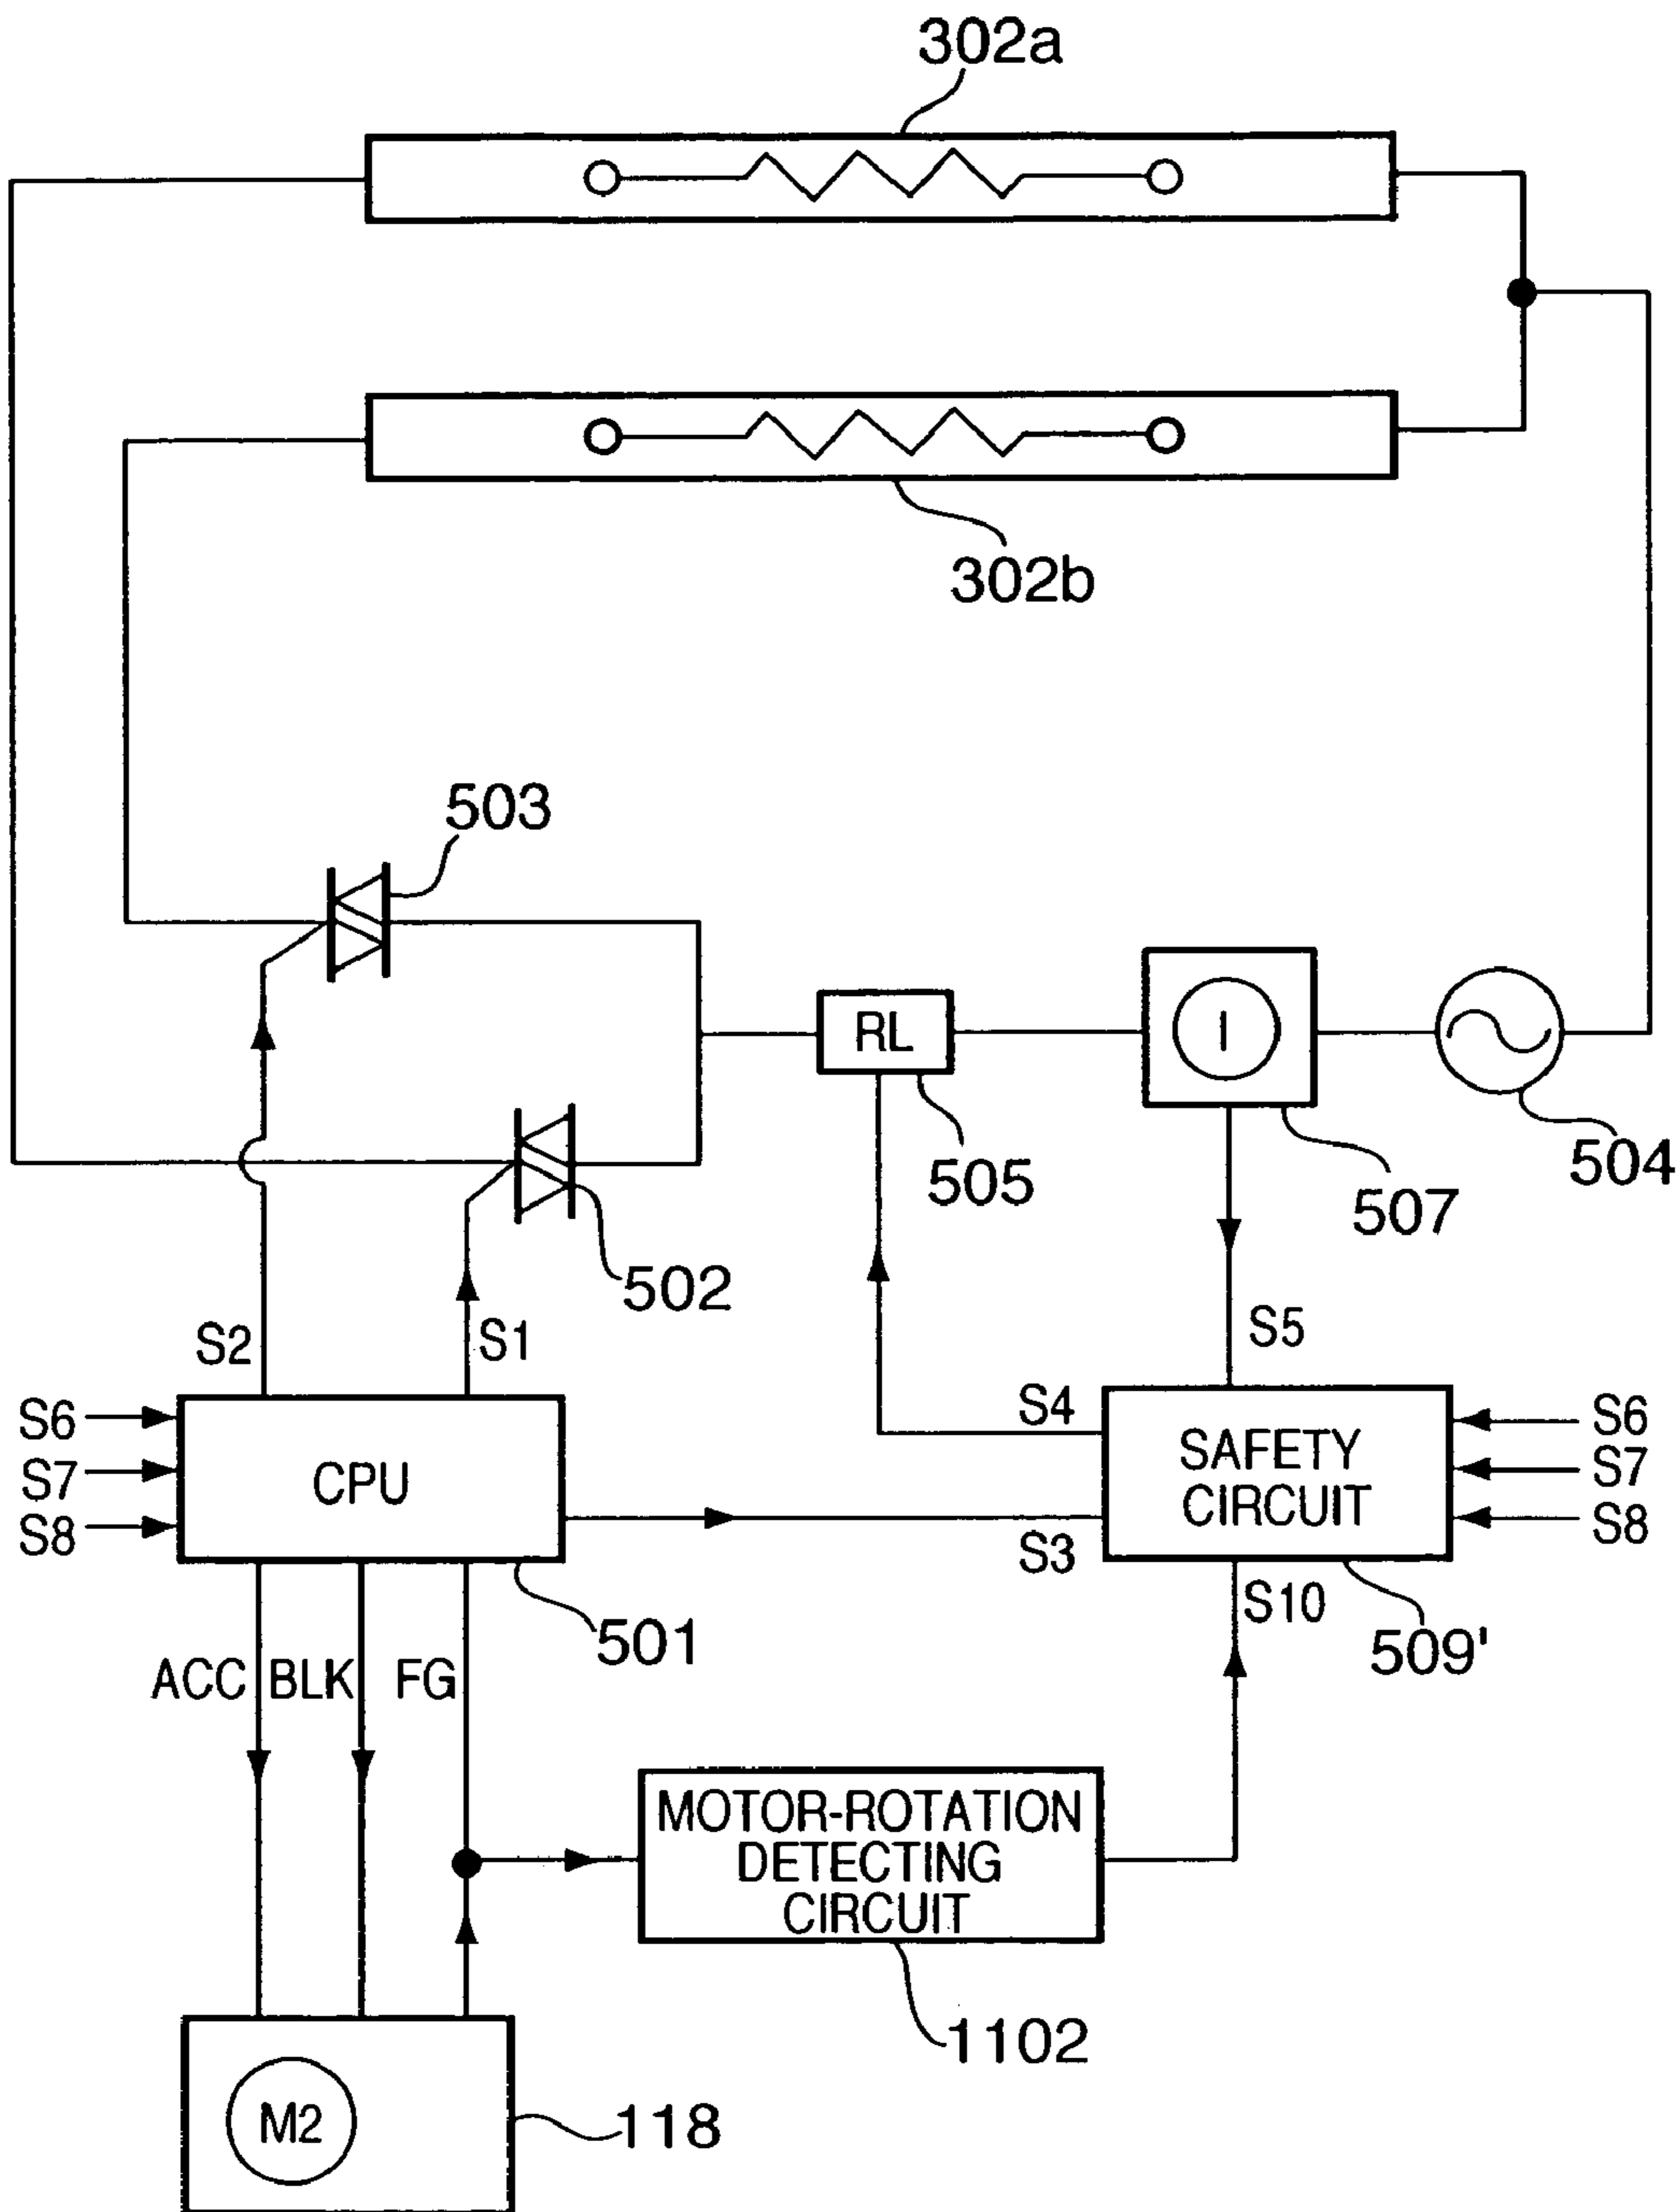 302a
302b
503
RL
I
505
507
504
502
S2
S1
S5
S6
S7
S8
CPU
S4
S3
SAFETY
CIRCUIT
S6
S7
S8
S10
501
509'
ACC
BLK
FG
MOTOR-ROTATION
DETECTING
CIRCUIT
1102
M2
118